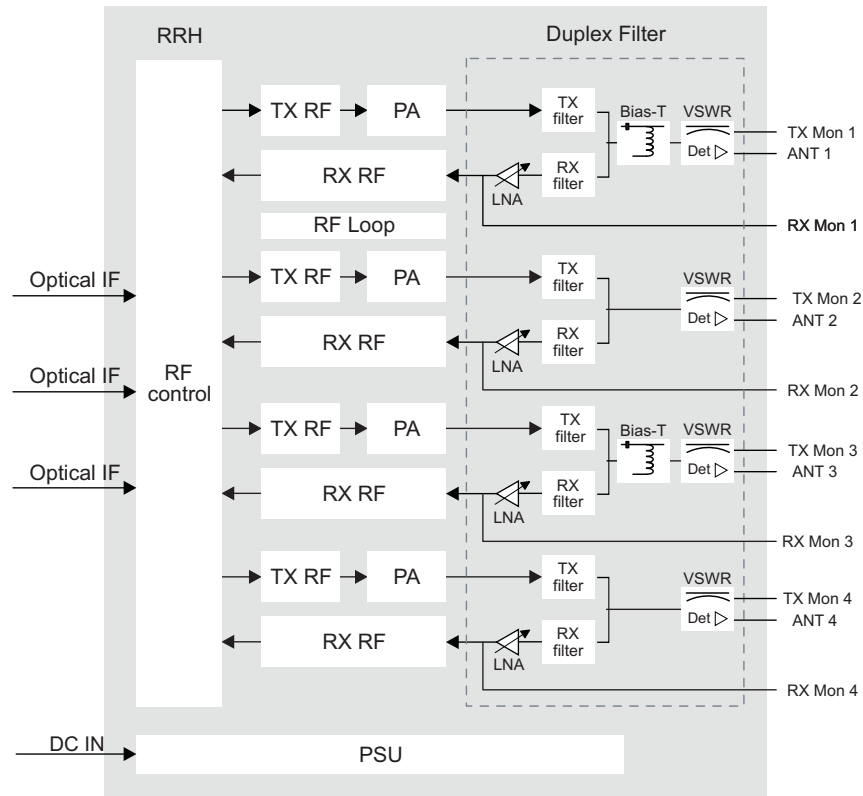 RRH
Duplex Filter
TX RF
PA
TX
filter
Bias-T
VSWR
Det
TX Mon 1
ANT 1
RX RF
LNA
RX
filter
RF Loop
RX Mon 1
Optical IF
TX RF
PA
TX
filter
VSWR
Det
TX Mon 2
ANT 2
RX RF
LNA
RX
filter
Optical IF
RF
control
RX Mon 2
TX RF
PA
TX
filter
Bias-T
VSWR
Det
TX Mon 3
ANT 3
Optical IF
RX RF
LNA
RX
filter
RX Mon 3
TX RF
PA
TX
filter
VSWR
Det
TX Mon 4
ANT 4
RX RF
LNA
RX
filter
RX Mon 4
DC IN
PSU